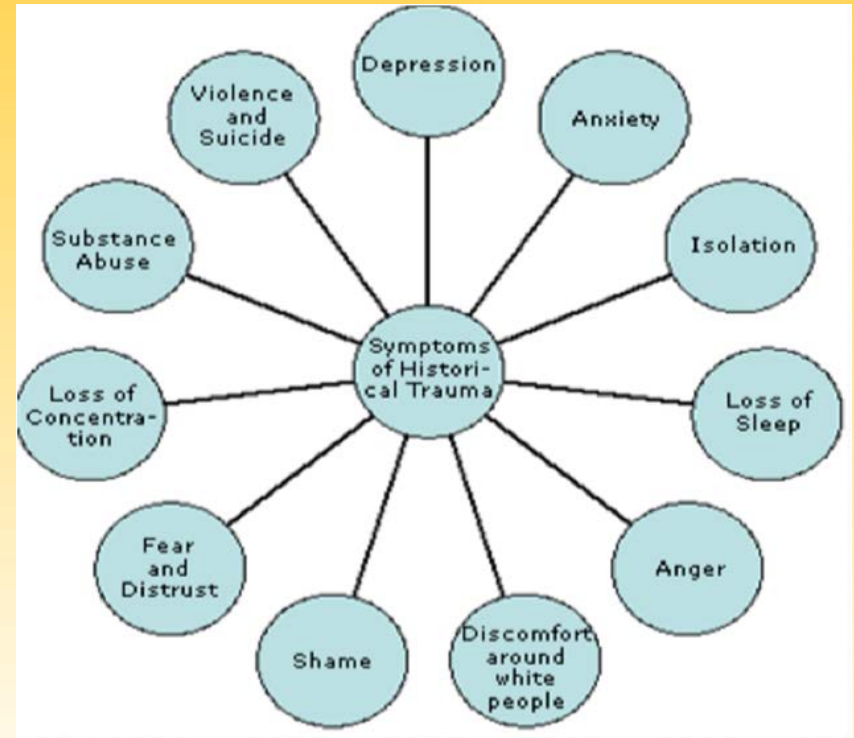 Depression
Anxiety
Isolation
Loss of
Sleep
Anger
Discomfort
around
white
people
Shame
Fear
and
Distrust
Loss of
Concentra-
tion
Substance
Abuse
Violence
and
Suicide
Symptoms
of Histori-
cal Trauma